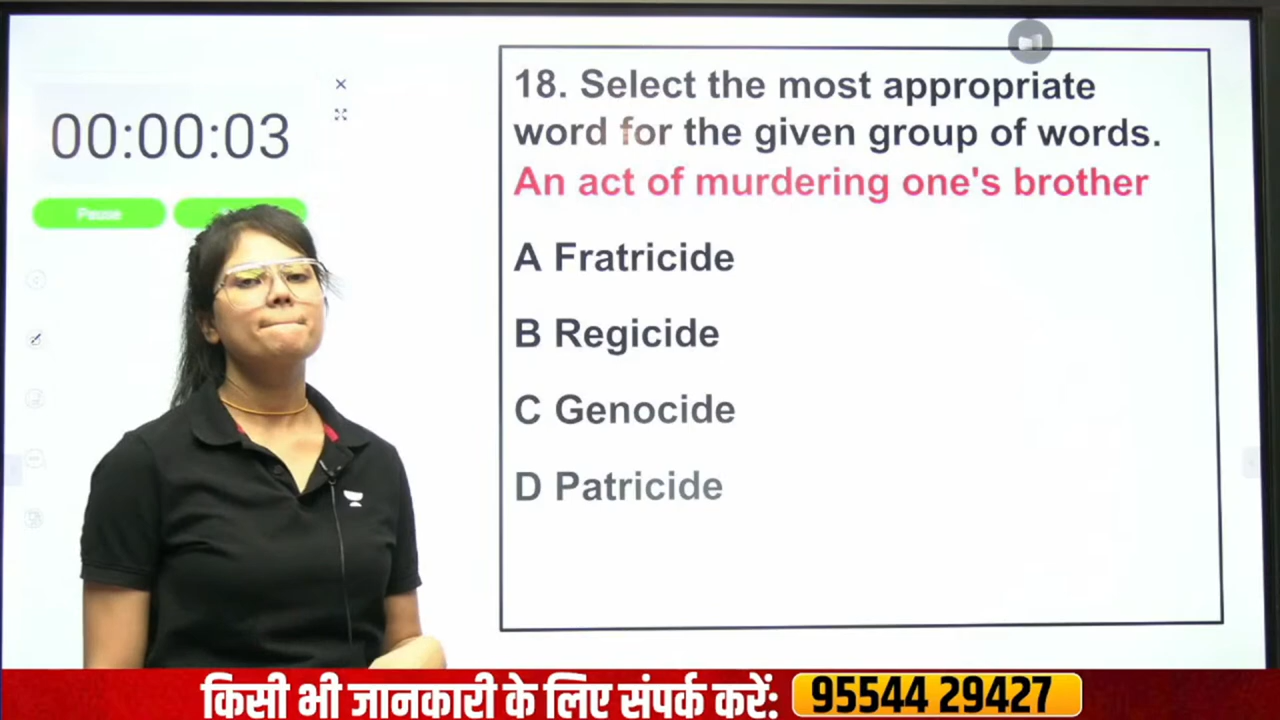 00:00:03
Pause
18. Select the most appropriate
word for the given group of words.
An act of murdering one's brother
A Fratricide
B Regicide
C Genocide
D Patricide
किसी भी जानकारी के लिए संपर्क करें: 95544 29427